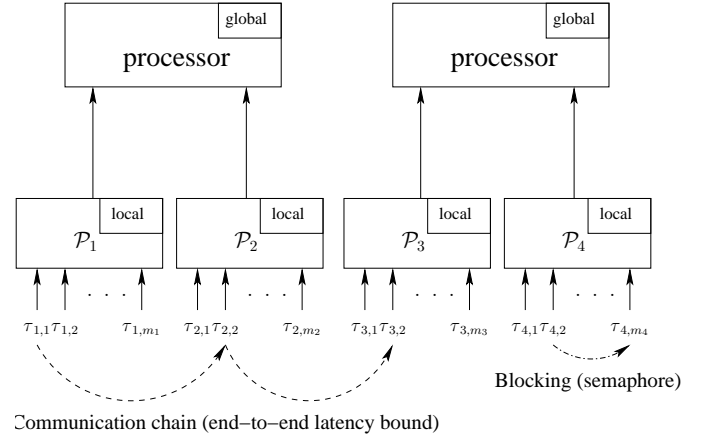 global global
processor processor
local local local local
𝒫₁ 𝒫₂ 𝒫₃ 𝒫₄
. . . . . . . . . . . .
τ₁,₁ τ₁,₂ τ₁,m₁ τ₂,₁ τ₂,₂ τ₂,m₂ τ₃,₁ τ₃,₂ τ₃,m₃ τ₄,₁ τ₄,₂ τ₄,m₄
Blocking (semaphore)
Communication chain (end−to−end latency bound)